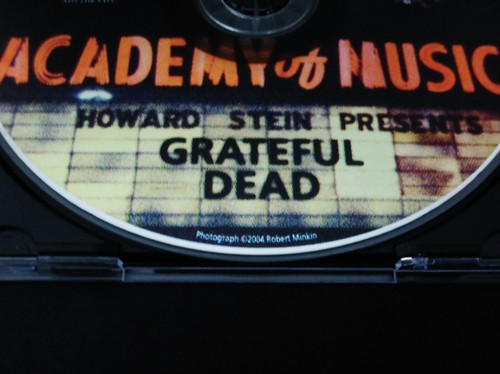 ACADEMY of MUSIC
HOWARD STEIN PRESENTS
GRATEFUL
DEAD
Photograph ©2004 Robert Minkin